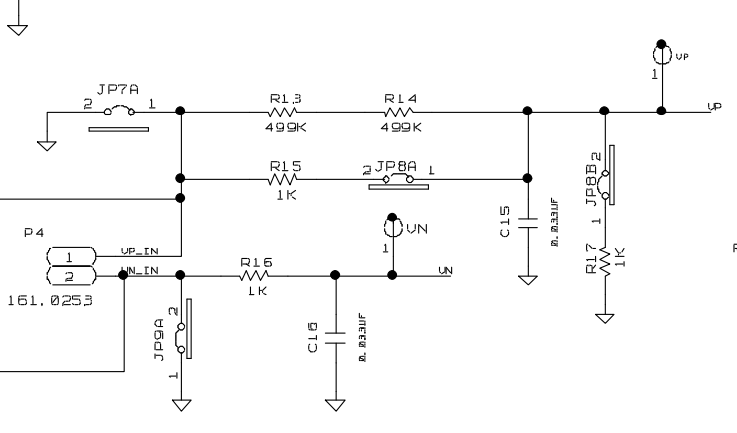 VP
1
JP7A
2 1
R13
499K
R14
499K
VP
R15
1K
2 JP8A 1
JP8B
2
1
C15
0.033UF
R17
1K
VN
1
P4
1
2
161.0253
VP_IN
VN_IN
R16
1K
VN
JP9A
2
1
C16
0.033UF